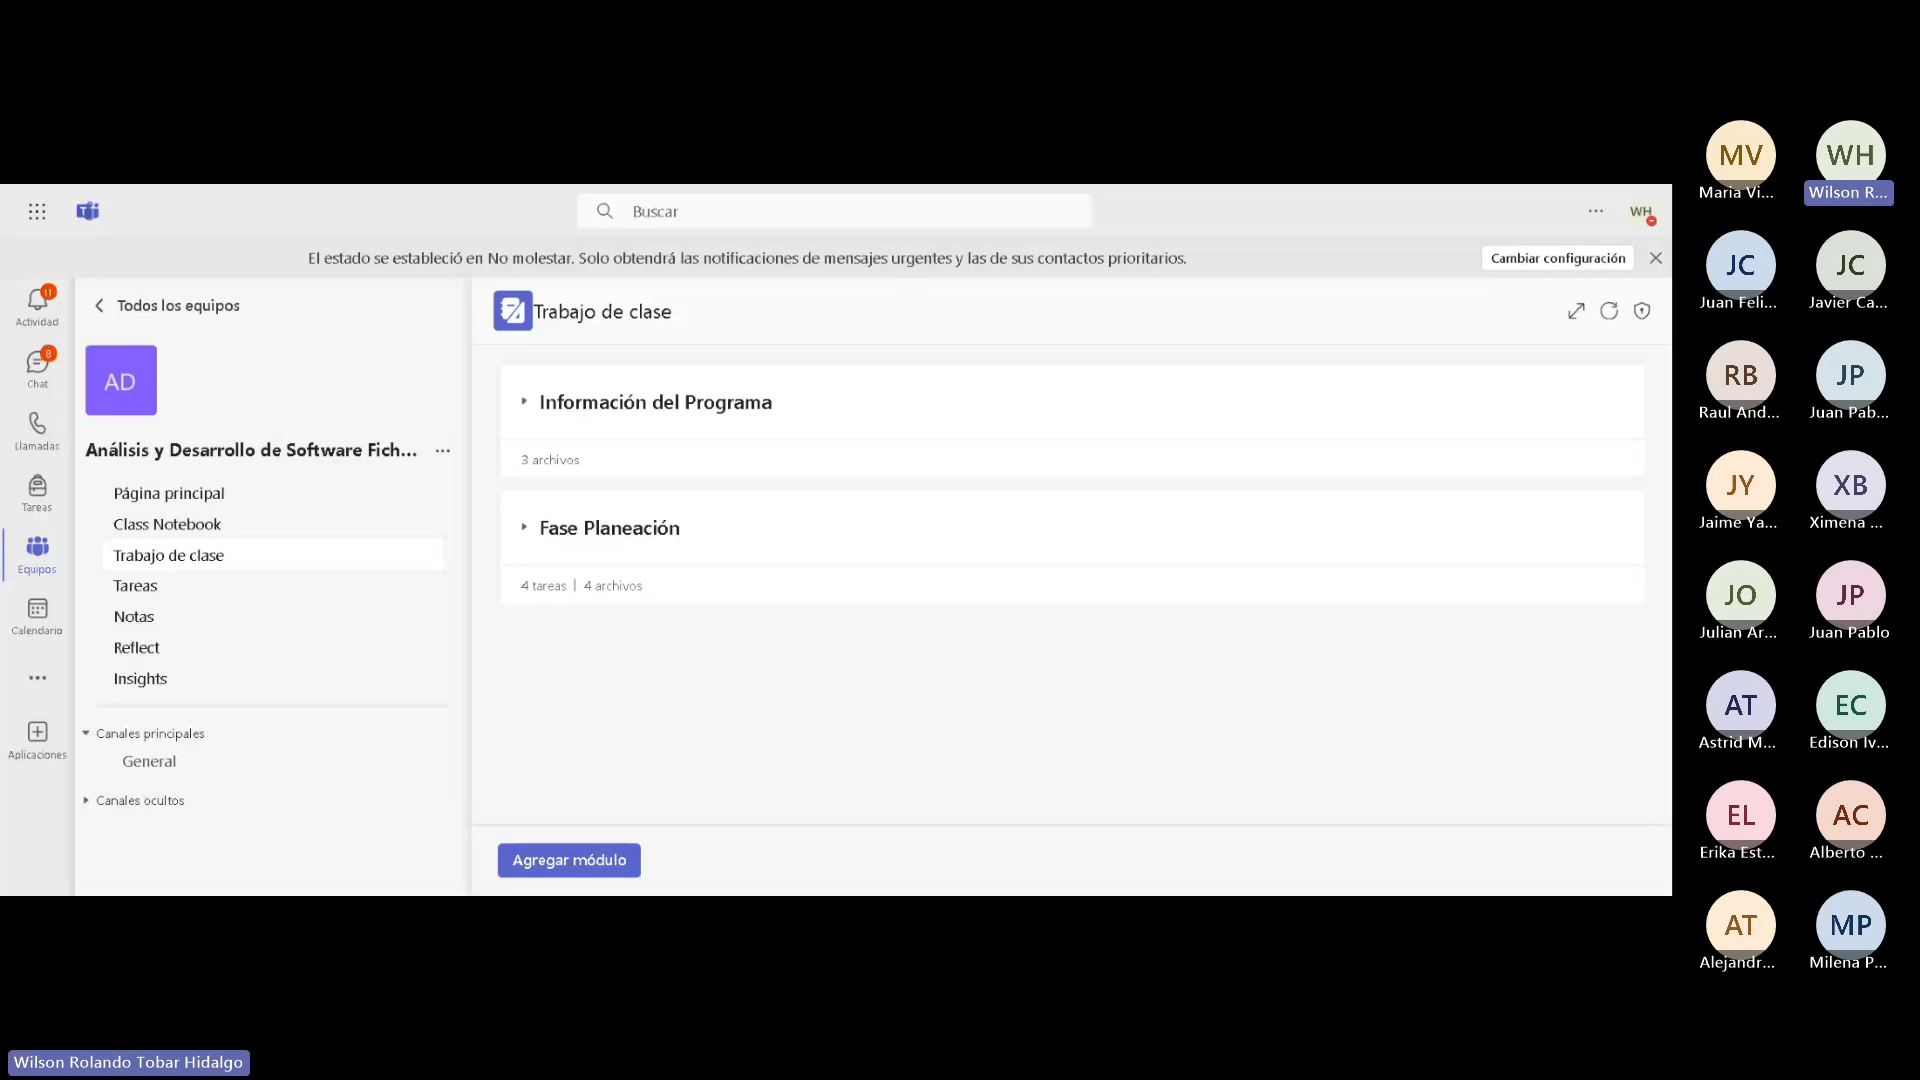 Buscar
WH
El estado se estableció en No molestar. Solo obtendrá las notificaciones de mensajes urgentes y las de sus contactos prioritarios.
Cambiar configuración
11
Actividad
8
Chat
Llamadas
Tareas
Equipos
Calendario
Aplicaciones
Todos los equipos
AD
Análisis y Desarrollo de Software Fich...
Página principal
Class Notebook
Trabajo de clase
Tareas
Notas
Reflect
Insights
Canales principales
General
Canales ocultos
Trabajo de clase
Información del Programa
3 archivos
Fase Planeación
4 tareas | 4 archivos
Agregar módulo
MV WH
Maria Vi... Wilson R...
JC JC
Juan Feli... Javier Ca...
RB JP
Raul And... Juan Pab...
JY XB
Jaime Ya... Ximena ...
JO JP
Julian Ar... Juan Pablo
AT EC
Astrid M... Edison Iv...
EL AC
Erika Est... Alberto ...
AT MP
Alejandr... Milena P...
Wilson Rolando Tobar Hidalgo